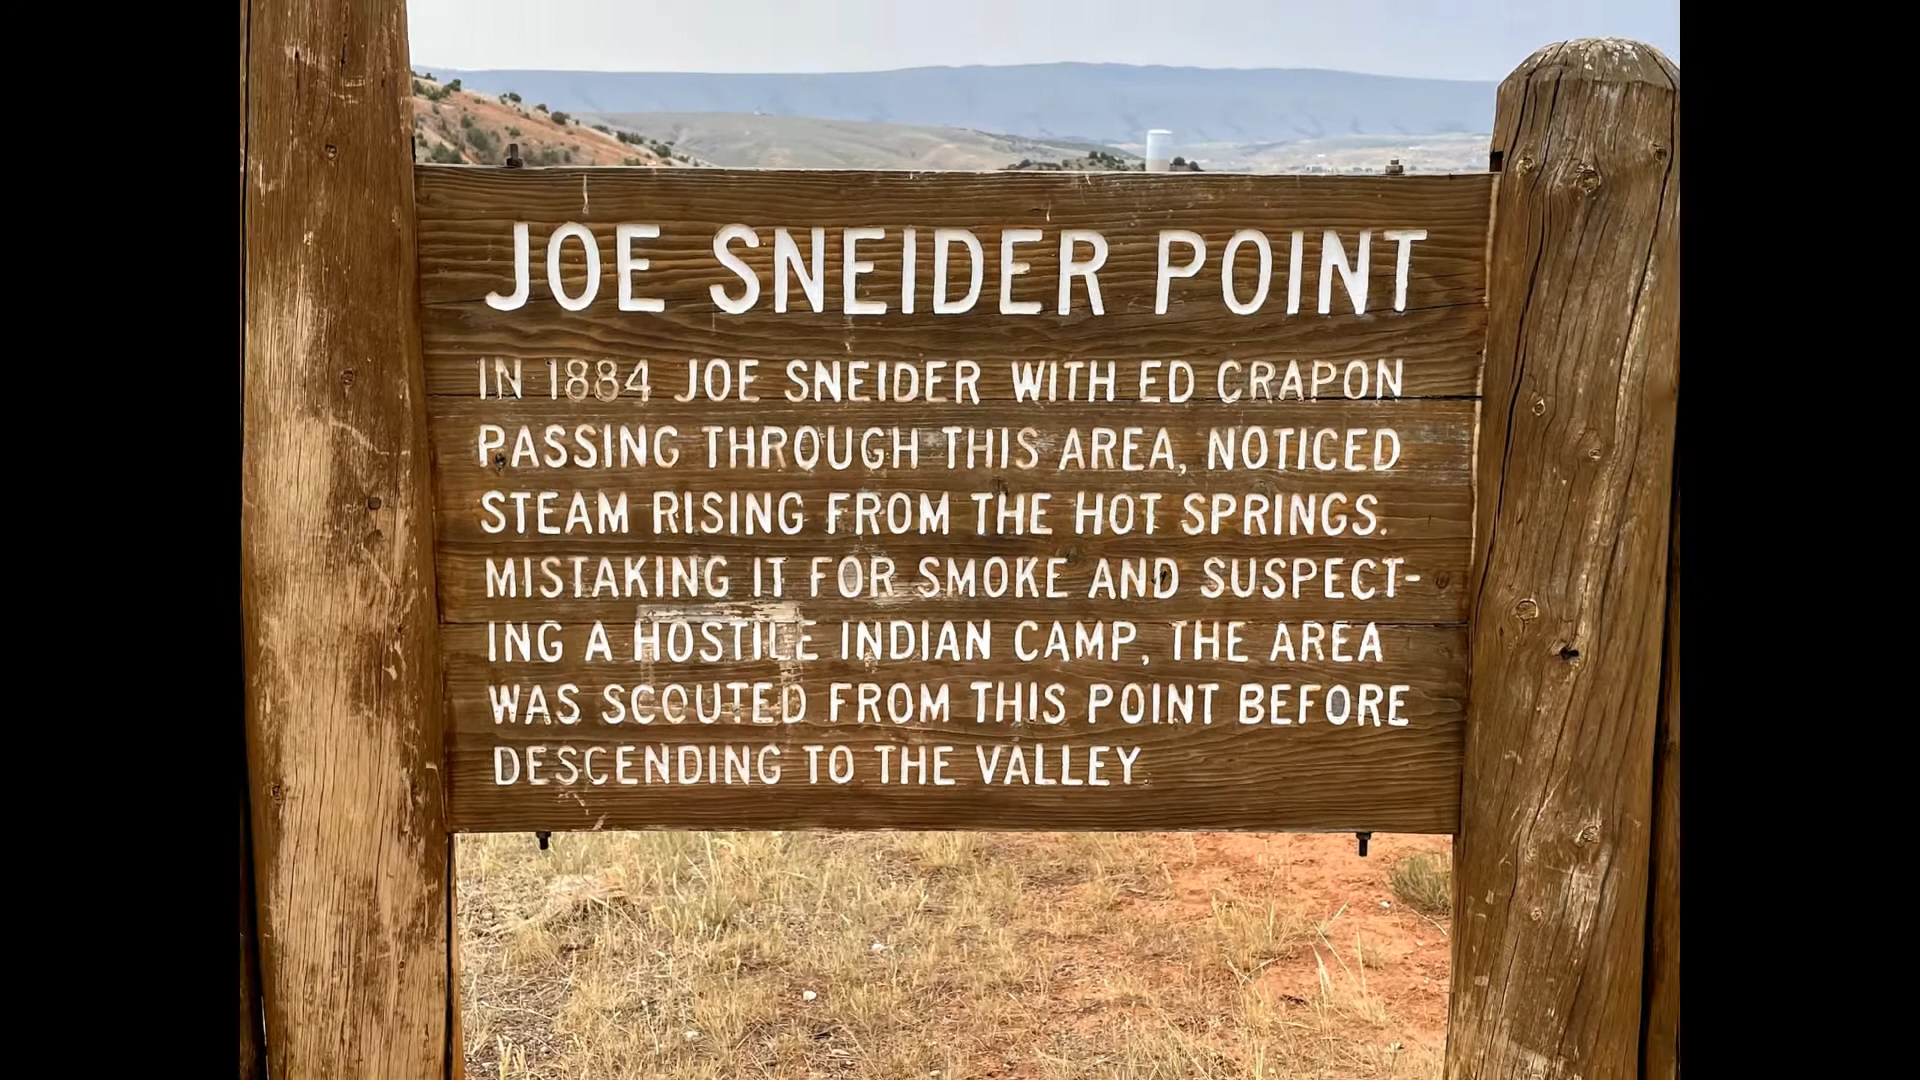 JOE SNEIDER POINT
IN 1884 JOE SNEIDER WITH ED CRAPON
PASSING THROUGH THIS AREA, NOTICED
STEAM RISING FROM THE HOT SPRINGS.
MISTAKING IT FOR SMOKE AND SUSPECT-
ING A HOSTILE INDIAN CAMP, THE AREA
WAS SCOUTED FROM THIS POINT BEFORE
DESCENDING TO THE VALLEY.